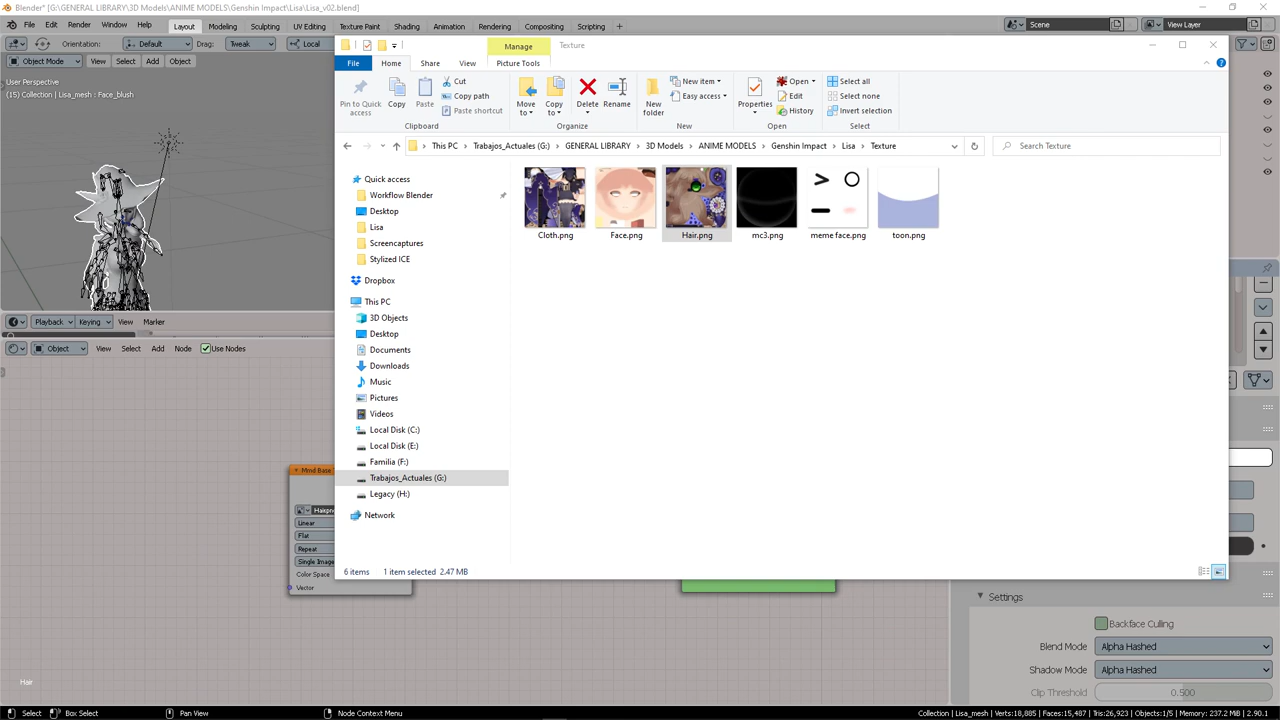 Blender* [G:\GENERAL LIBRARY\3D Models\ANIME MODELS\Genshin Impact\Lisa\Lisa_v02.blend]
File Edit Render Window Help Layout Modeling Sculpting UV Editing Texture Paint Shading Animation Rendering Compositing Scripting Scene View Layer
Orientation: Default Drag: Tweak Local
Object Mode View Select Add Object
User Perspective
(15) Collection | Lisa_mesh : Face_blush
Manage Texture
File Home Share View Picture Tools
Pin to Quick access
Copy
Paste
Cut
Copy path
Paste shortcut
Move to
Copy to
Delete
Rename
New folder
New item
Easy access
Properties
Open
Edit
History
Select all
Select none
Invert selection
Clipboard Organize New Open Select
This PC Trabajos_Actuales (G:) GENERAL LIBRARY 3D Models ANIME MODELS Genshin Impact Lisa Texture Search Texture
Quick access
Workflow Blender
Desktop
Lisa
Screencaptures
Stylized ICE
Dropbox
This PC
3D Objects
Desktop
Documents
Downloads
Music
Pictures
Videos
Local Disk (C:)
Local Disk (E:)
Familia (F:)
Trabajos_Actuales (G:)
Legacy (H:)
Network
Cloth.png Face.png Hair.png mc3.png meme face.png toon.png
6 items 1 item selected 2.47 MB
Playback Keying View Marker
Object View Select Add Node Use Nodes
Mmd Base
Hairpn
Linear
Flat
Repeat
Single Image
Color Space
Vector
Hair
Settings
Backface Culling
Blend Mode Alpha Hashed
Shadow Mode Alpha Hashed
Clip Threshold 0.500
Select Box Select Pan View Node Context Menu Collection | Lisa_mesh | Verts:18,885 | Faces:15,487 | Tris:26,923 | Objects:1/5 | Memory: 237.2 MiB | 2.90.1